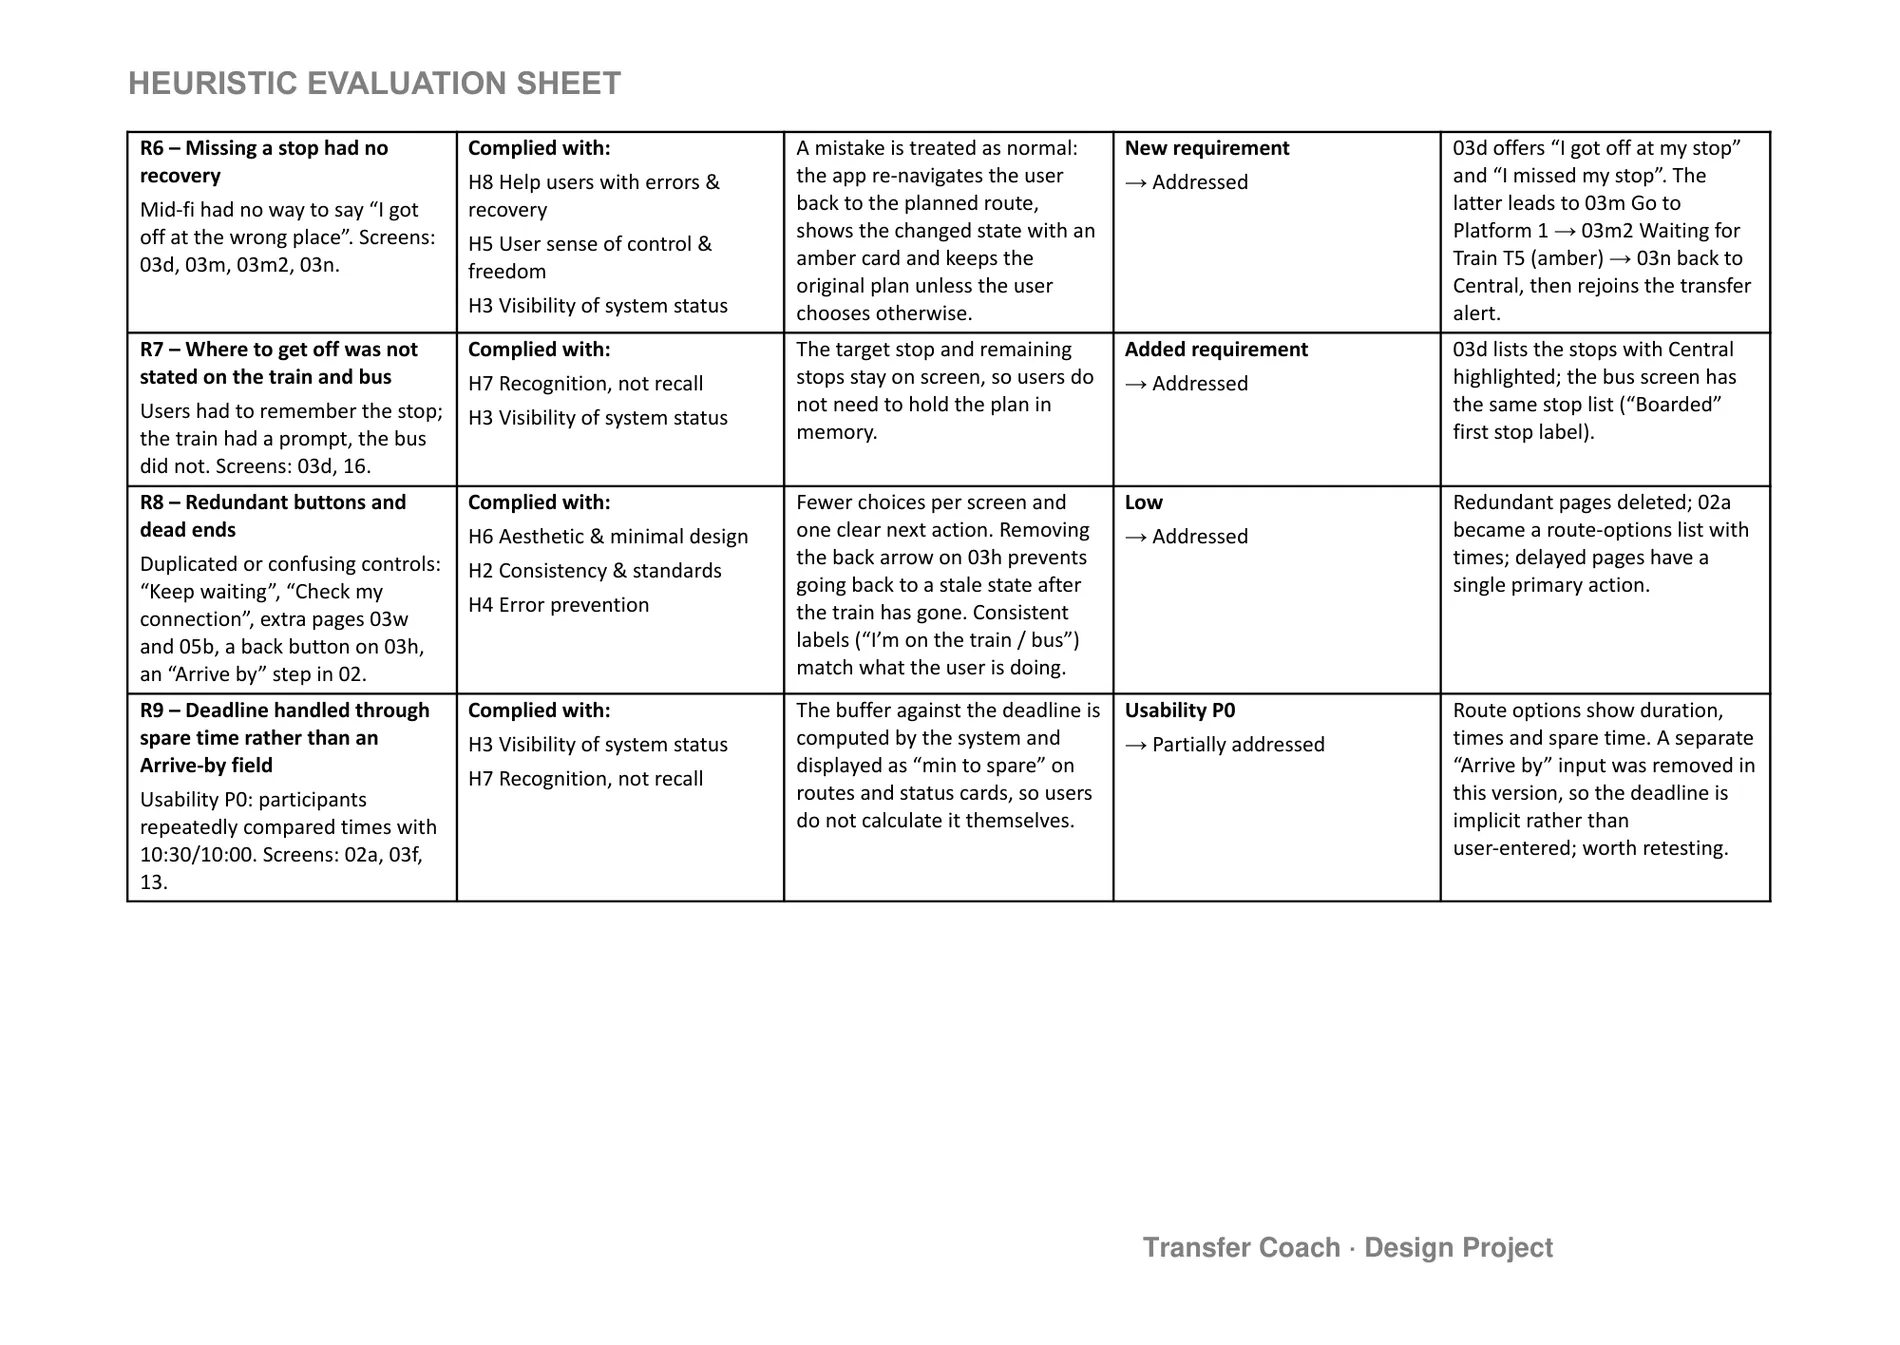 HEURISTIC EVALUATION SHEET
R6 – Missing a stop had no
recovery
Mid-fi had no way to say “I got
off at the wrong place”. Screens:
03d, 03m, 03m2, 03n.
Complied with:
H8 Help users with errors &
recovery
H5 User sense of control &
freedom
H3 Visibility of system status
A mistake is treated as normal:
the app re-navigates the user
back to the planned route,
shows the changed state with an
amber card and keeps the
original plan unless the user
chooses otherwise.
New requirement
→ Addressed
03d offers “I got off at my stop”
and “I missed my stop”. The
latter leads to 03m Go to
Platform 1 → 03m2 Waiting for
Train T5 (amber) → 03n back to
Central, then rejoins the transfer
alert.
R7 – Where to get off was not
stated on the train and bus
Users had to remember the stop;
the train had a prompt, the bus
did not. Screens: 03d, 16.
Complied with:
H7 Recognition, not recall
H3 Visibility of system status
The target stop and remaining
stops stay on screen, so users do
not need to hold the plan in
memory.
Added requirement
→ Addressed
03d lists the stops with Central
highlighted; the bus screen has
the same stop list (“Boarded”
first stop label).
R8 – Redundant buttons and
dead ends
Duplicated or confusing controls:
“Keep waiting”, “Check my
connection”, extra pages 03w
and 05b, a back button on 03h,
an “Arrive by” step in 02.
Complied with:
H6 Aesthetic & minimal design
H2 Consistency & standards
H4 Error prevention
Fewer choices per screen and
one clear next action. Removing
the back arrow on 03h prevents
going back to a stale state after
the train has gone. Consistent
labels (“I’m on the train / bus”)
match what the user is doing.
Low
→ Addressed
Redundant pages deleted; 02a
became a route-options list with
times; delayed pages have a
single primary action.
R9 – Deadline handled through
spare time rather than an
Arrive-by field
Usability P0: participants
repeatedly compared times with
10:30/10:00. Screens: 02a, 03f,
13.
Complied with:
H3 Visibility of system status
H7 Recognition, not recall
The buffer against the deadline is
computed by the system and
displayed as “min to spare” on
routes and status cards, so users
do not calculate it themselves.
Usability P0
→ Partially addressed
Route options show duration,
times and spare time. A separate
“Arrive by” input was removed in
this version, so the deadline is
implicit rather than
user-entered; worth retesting.
Transfer Coach · Design Project